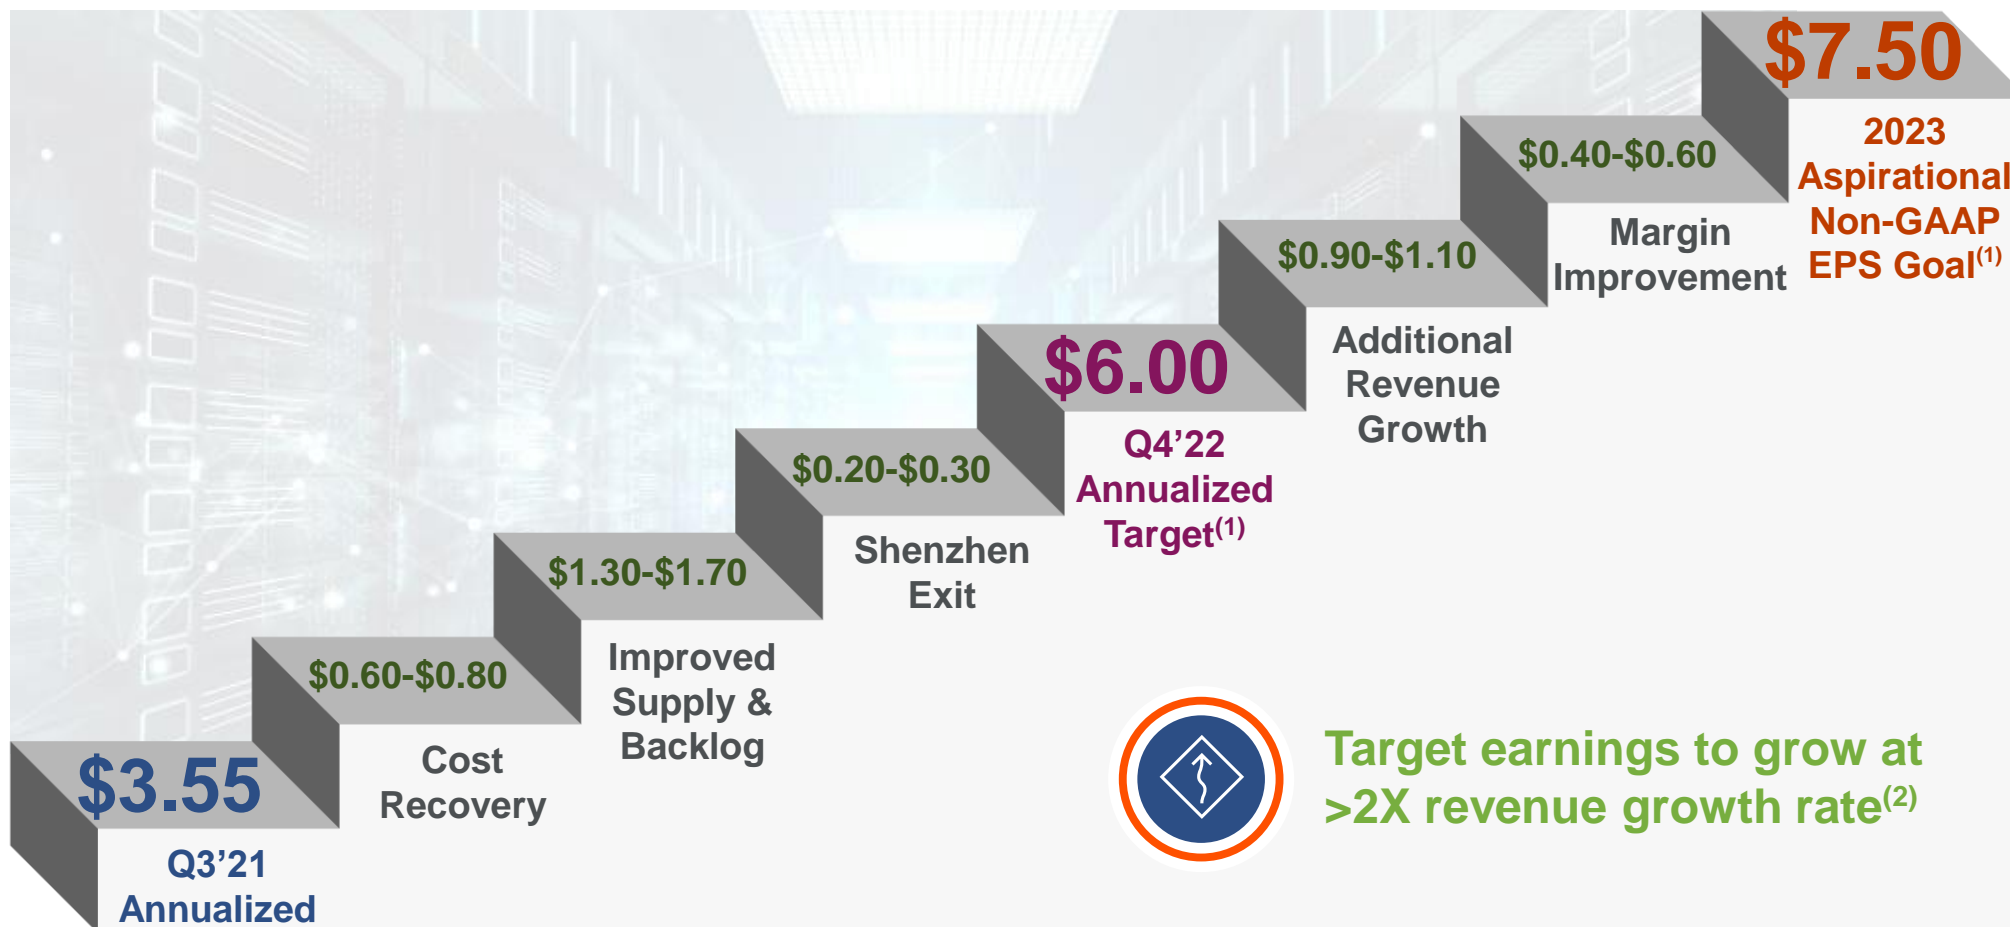 $3.55
Q3’21
Annualized
$0.60-$0.80
Cost
Recovery
$1.30-$1.70
Improved
Supply &
Backlog
$0.20-$0.30
Shenzhen
Exit
$6.00
Q4’22
Annualized
Target(1)
$0.90-$1.10
Additional
Revenue
Growth
$0.40-$0.60
Margin
Improvement
$7.50
2023
Aspirational
Non-GAAP
EPS Goal(1)
Target earnings to grow at
>2X revenue growth rate(2)